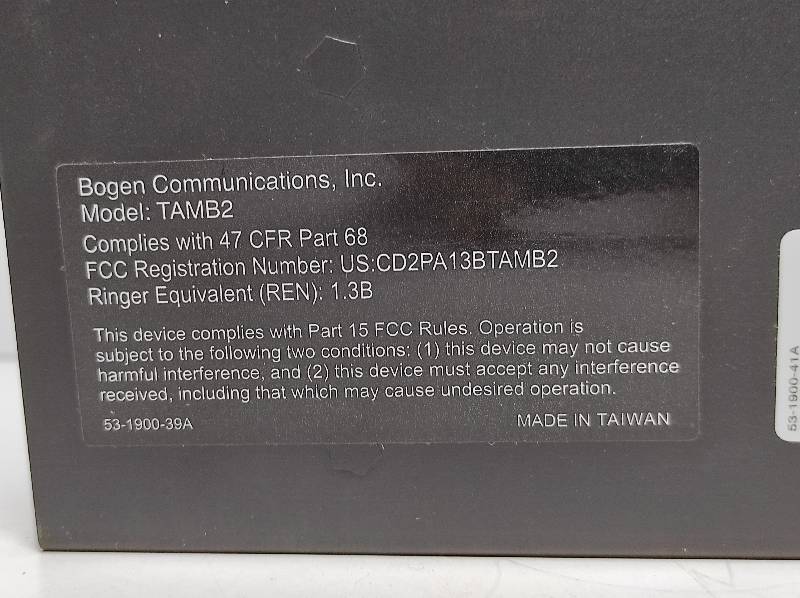 Bogen Communications, Inc.
Model: TAMB2
Complies with 47 CFR Part 68
FCC Registration Number: US:CD2PA13BTAMB2
Ringer Equivalent (REN): 1.3B
This device complies with Part 15 FCC Rules. Operation is
subject to the following two conditions: (1) this device may not cause
harmful interference, and (2) this device must accept any interference
received, including that which may cause undesired operation.
53-1900-39A
MADE IN TAIWAN
53-1900-41A